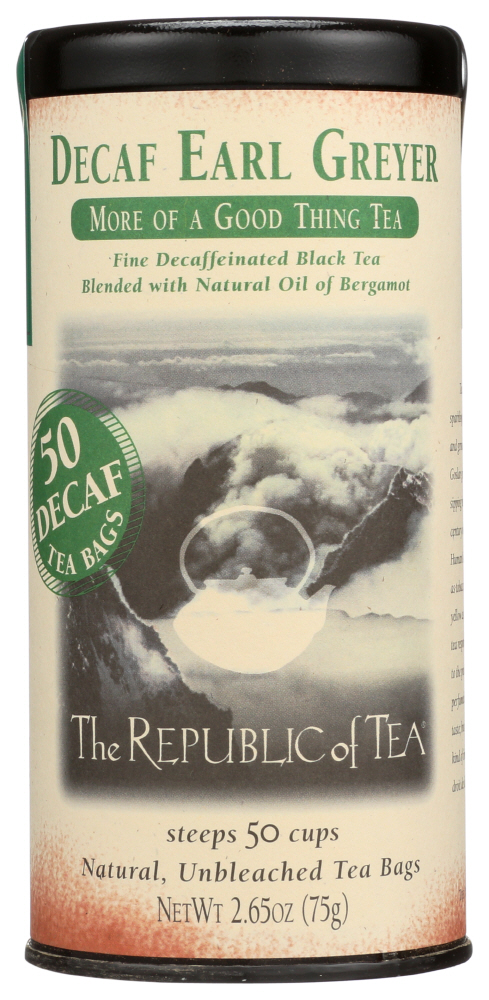 DECAF EARL GREYER
MORE OF A GOOD THING TEA
Fine Decaffeinated Black Tea
Blended with Natural Oil of Bergamot
50
DECAF
TEA BAGS
The REPUBLIC of TEA®
steeps 50 cups
Natural, Unbleached Tea Bags
NETWT 2.65OZ (75g)